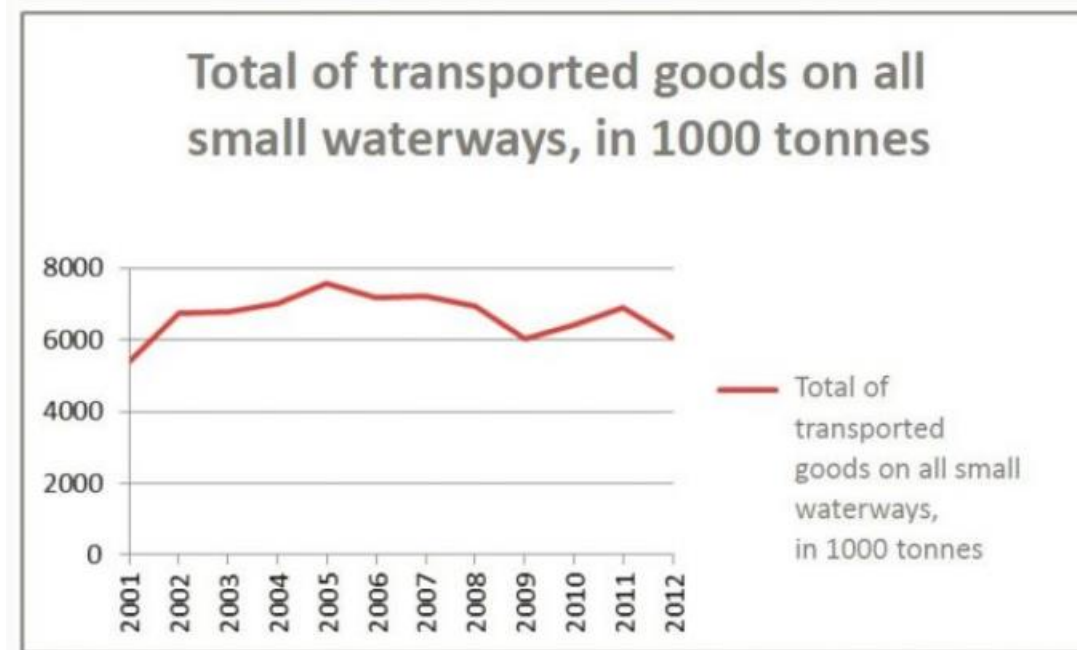 Total of transported goods on all
small waterways, in 1000 tonnes
8000
6000
4000
2000
0
2001
2002
2003
2004
2005
2006
2007
2008
2009
2010
2011
2012
Total of
transported
goods on all small
waterways,
in 1000 tonnes